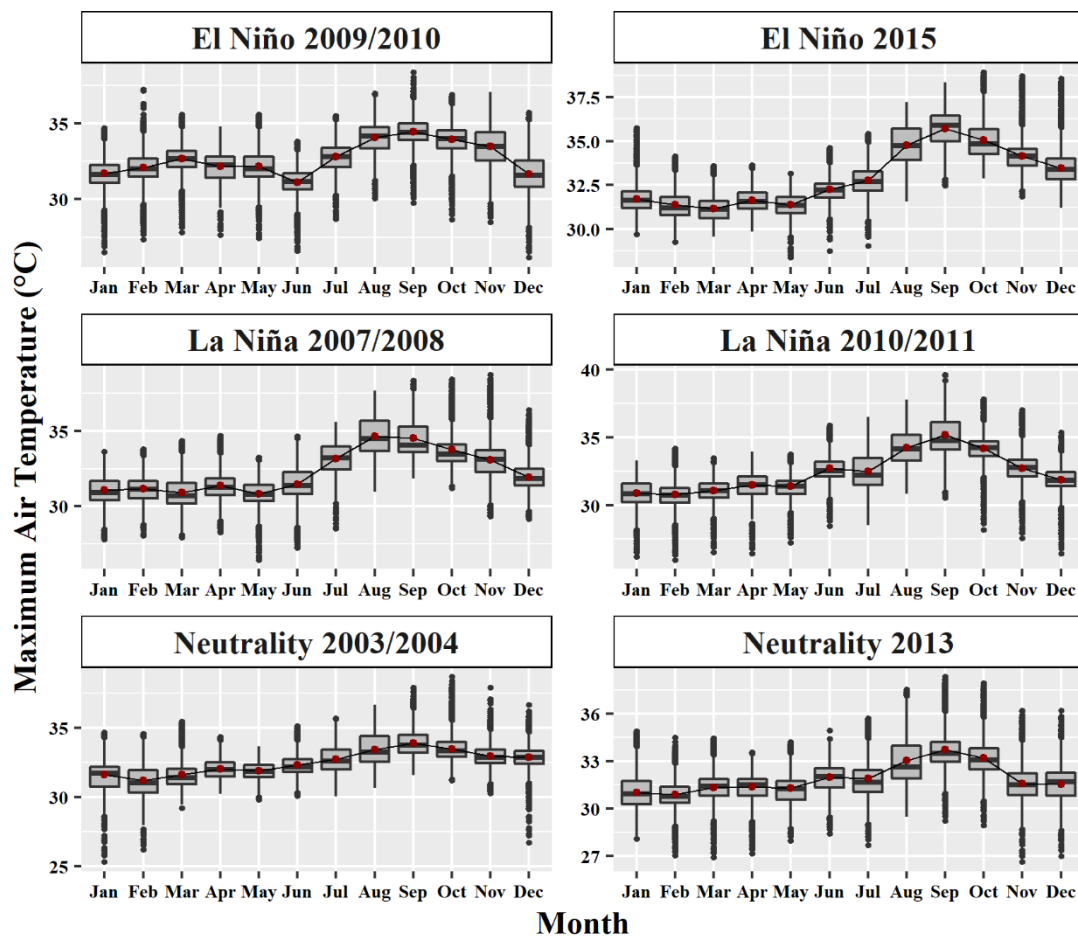 El Niño 2009/2010
El Niño 2015
35
30
Jan Feb Mar Apr May Jun Jul Aug Sep Oct Nov Dec
37.5
35.0
32.5
30.0
Jan Feb Mar Apr May Jun Jul Aug Sep Oct Nov Dec
La Niña 2007/2008
La Niña 2010/2011
35
30
Jan Feb Mar Apr May Jun Jul Aug Sep Oct Nov Dec
40
35
30
Jan Feb Mar Apr May Jun Jul Aug Sep Oct Nov Dec
Neutrality 2003/2004
Neutrality 2013
35
30
25
Jan Feb Mar Apr May Jun Jul Aug Sep Oct Nov Dec
36
33
30
27
Jan Feb Mar Apr May Jun Jul Aug Sep Oct Nov Dec
Maximum Air Temperature (°C)
Month